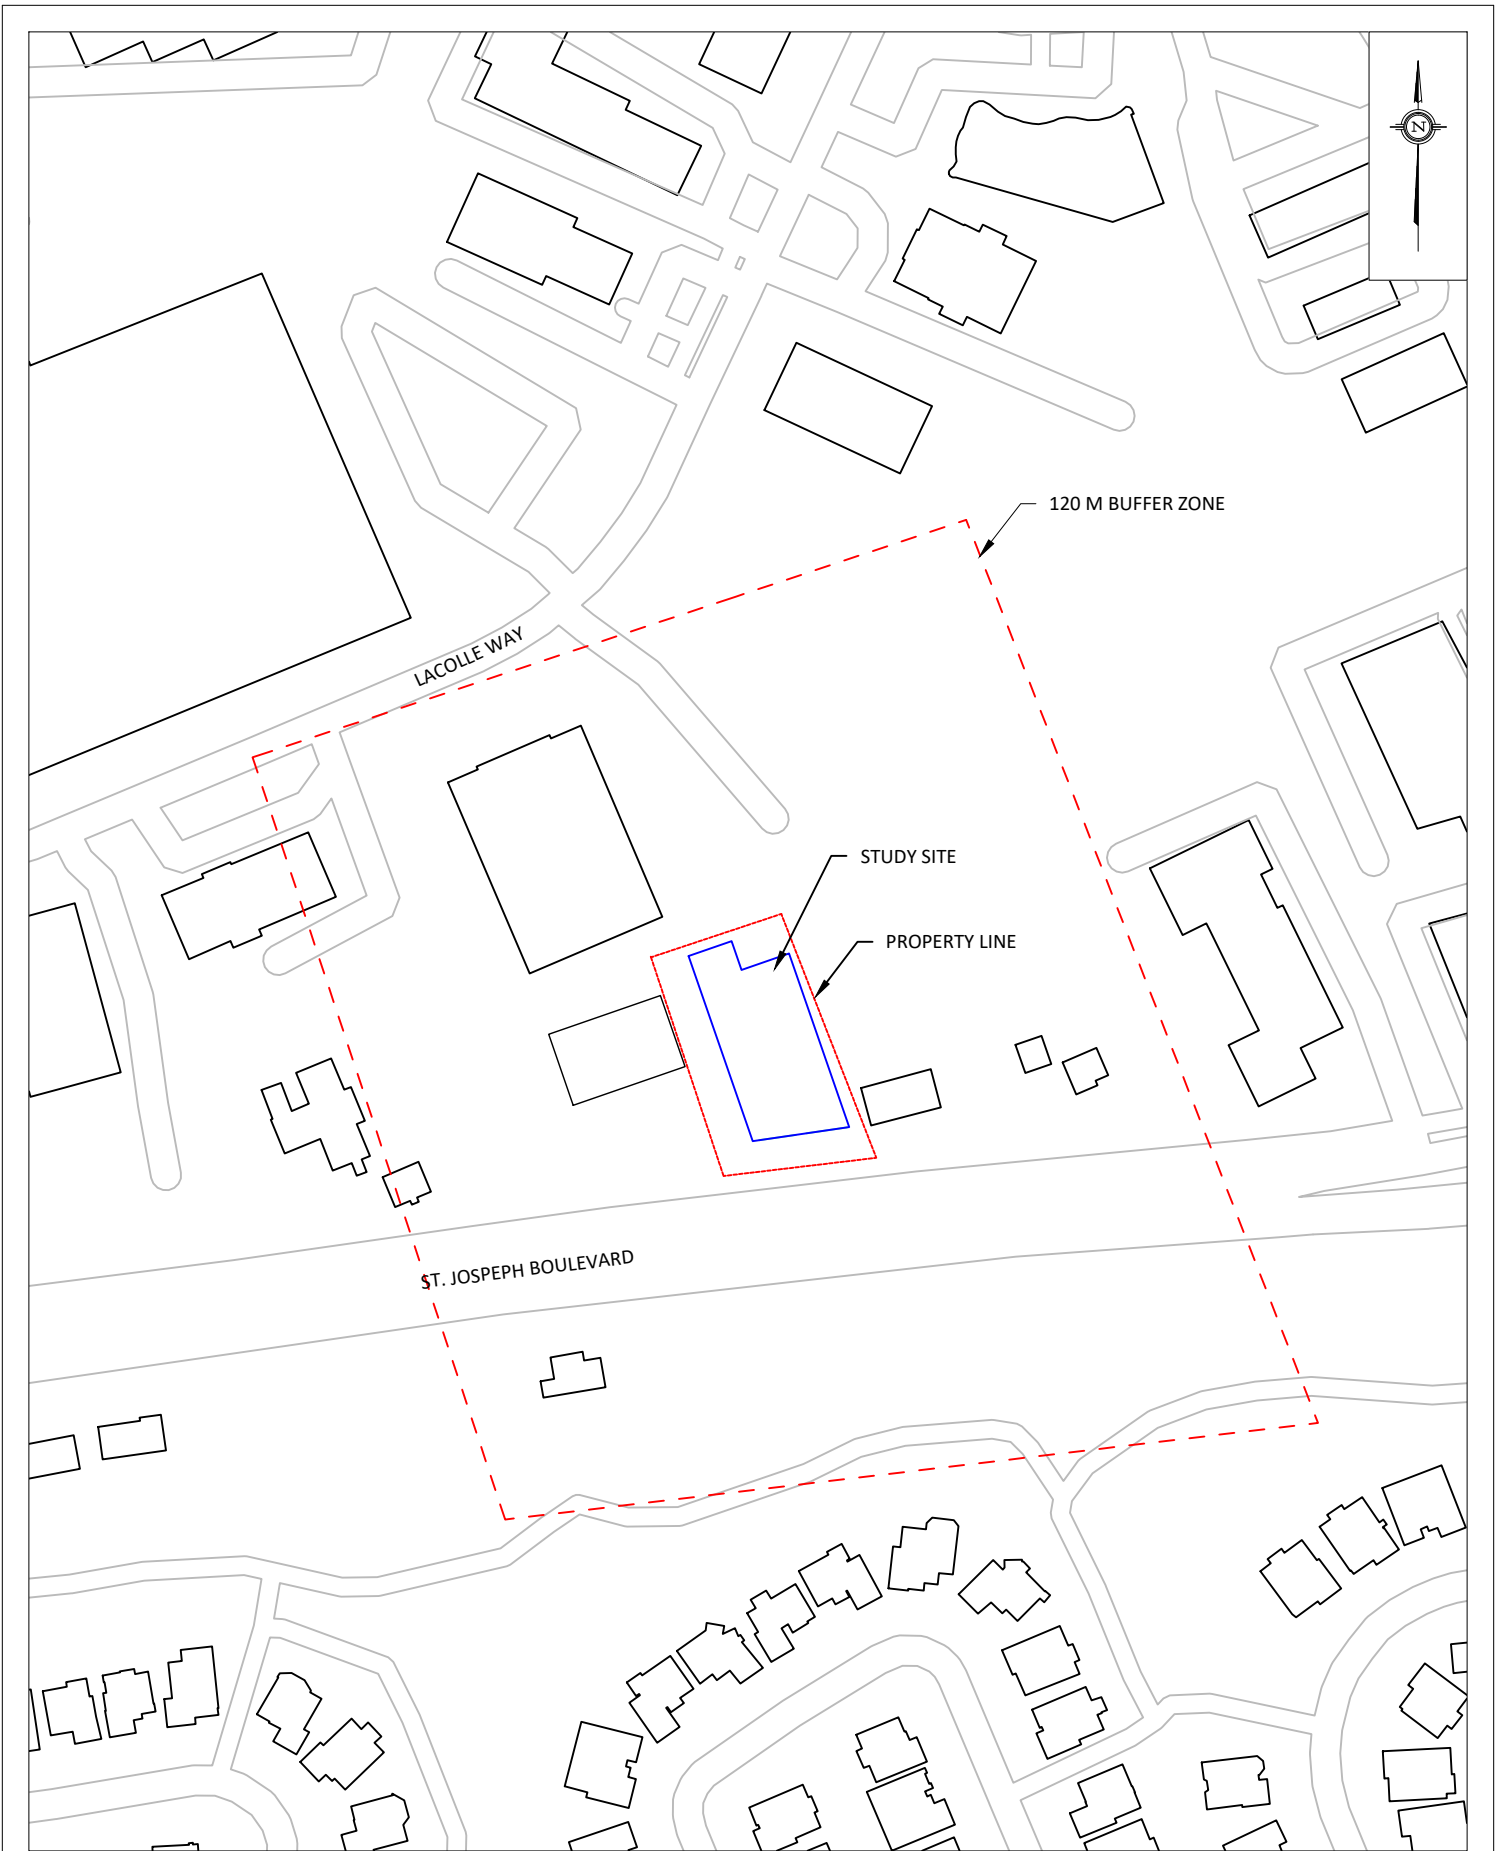 N
120 M BUFFER ZONE
LACOLLE WAY
STUDY SITE
PROPERTY LINE
ST. JOSPEPH BOULEVARD